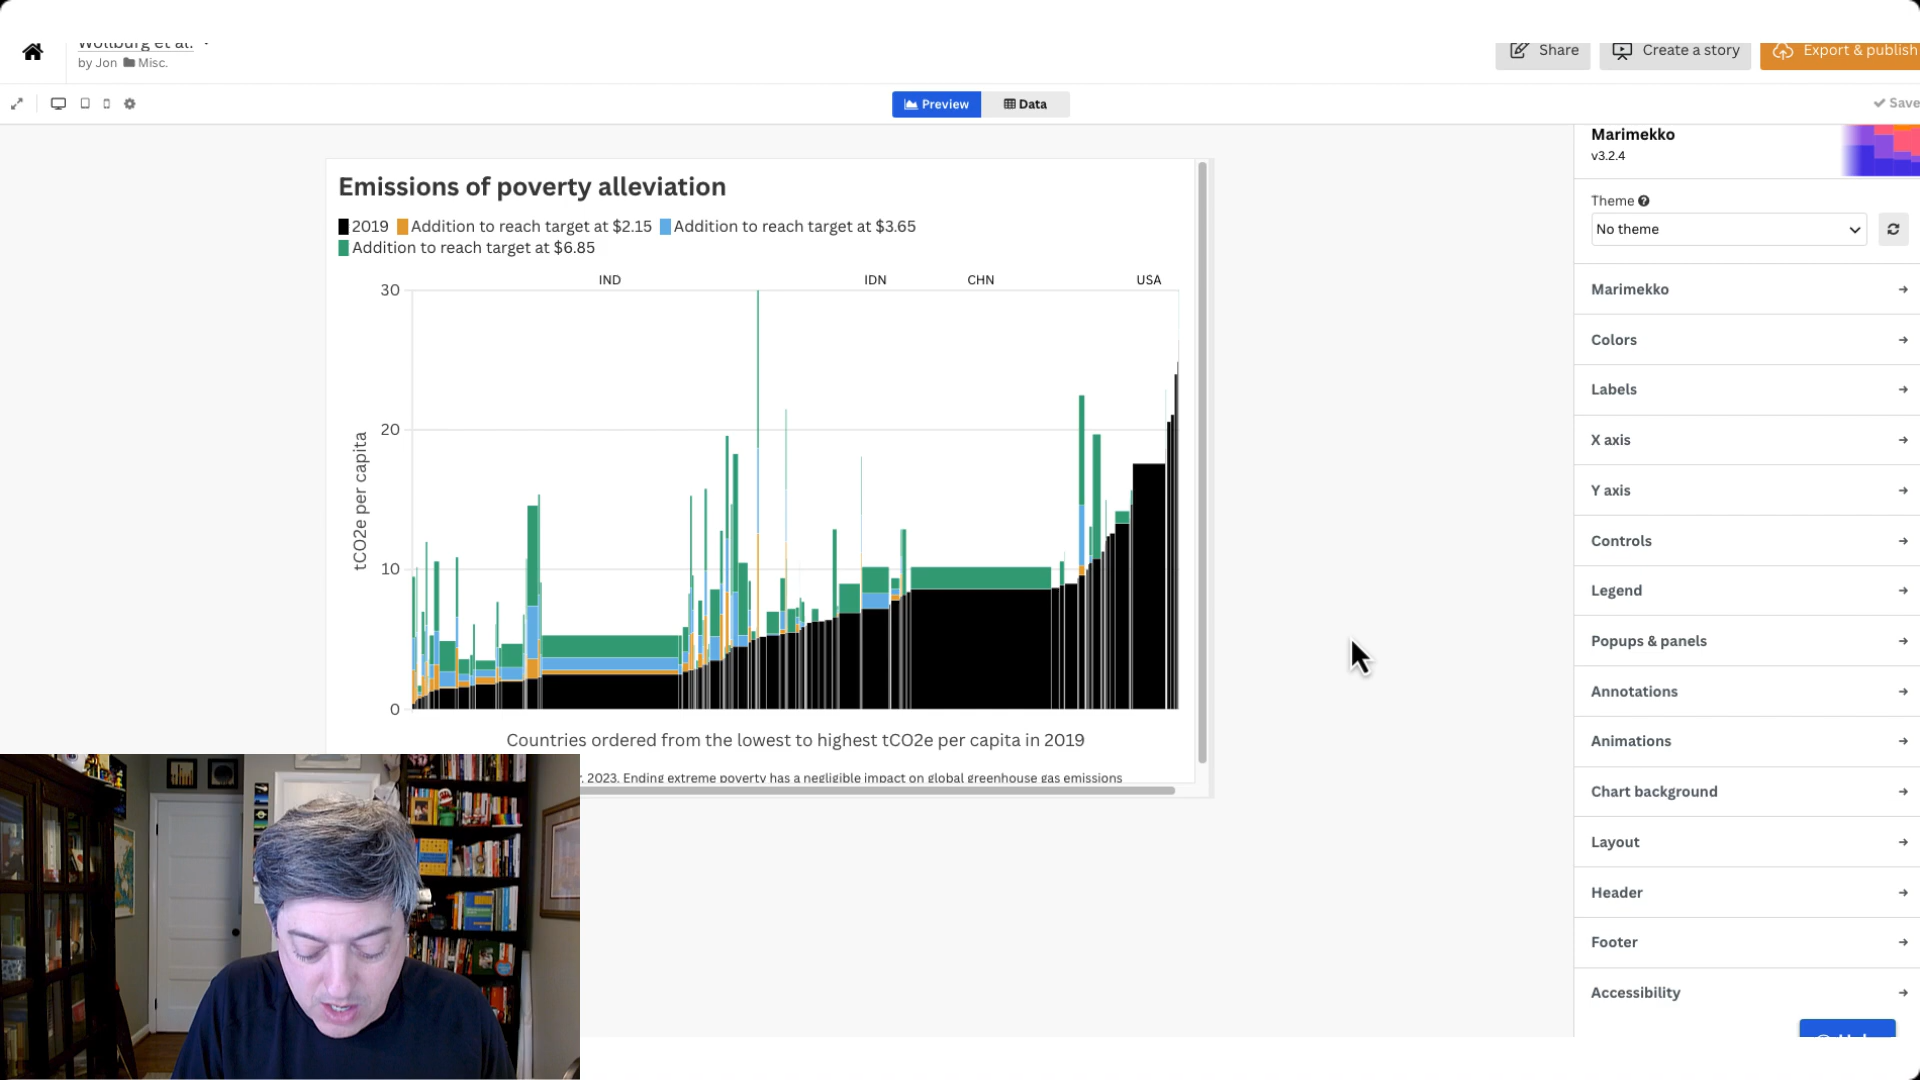 Wollburg et al.
by Jon Misc.
Share
Create a story
Export & publish
Preview
Data
Save
Marimekko
v3.2.4
Theme
No theme
Marimekko
Colors
Labels
X axis
Y axis
Controls
Legend
Popups & panels
Annotations
Animations
Chart background
Layout
Header
Footer
Accessibility
Emissions of poverty alleviation
2019 Addition to reach target at $2.15 Addition to reach target at $3.65
Addition to reach target at $6.85
IND IDN CHN USA
30
20
10
0
tCO2e per capita
Countries ordered from the lowest to highest tCO2e per capita in 2019
. 2023. Ending extreme poverty has a negligible impact on global greenhouse gas emissions